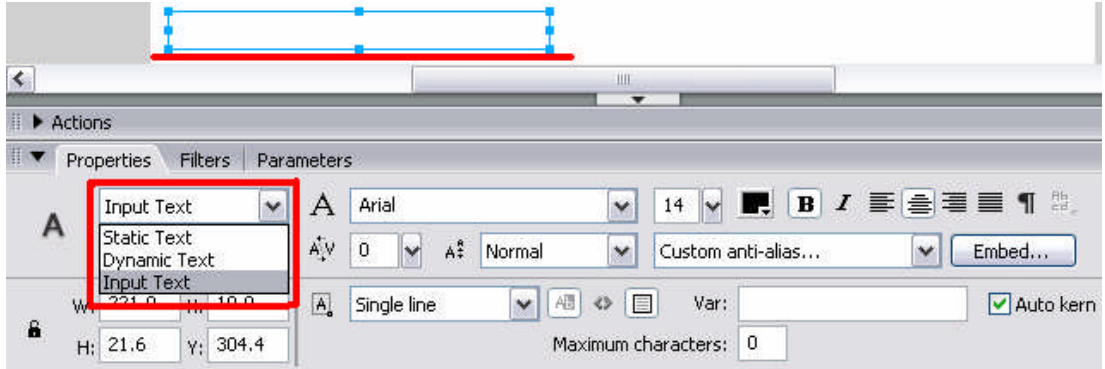 Actions
Properties Filters Parameters
A Input Text A Arial 14 B I
Static Text
Dynamic Text
Input Text
A V 0 Normal Custom anti-alias... Embed...
W: Single line Var: Auto kern
H: 21.6 Y: 304.4 Maximum characters: 0